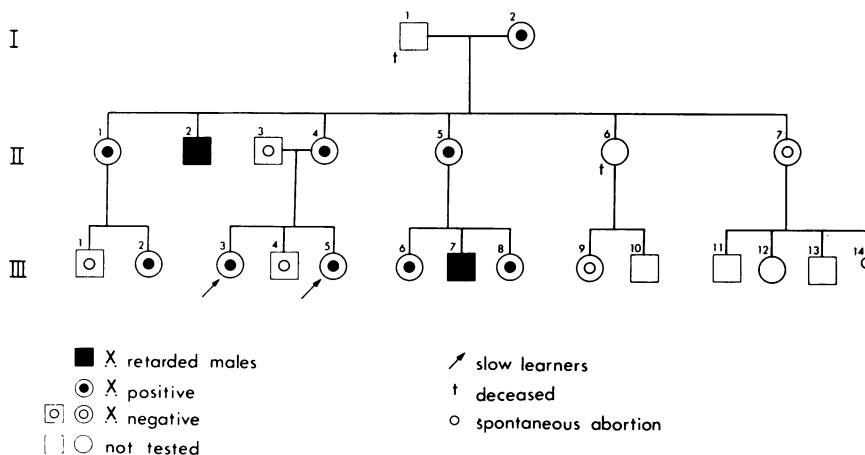 I
1 2
†
II
1 2 3 4 5 6 7
†
III
1 2 3 4 5 6 7 8 9 10 11 12 13 14
X retarded males
X positive
X negative
not tested
slow learners
† deceased
spontaneous abortion